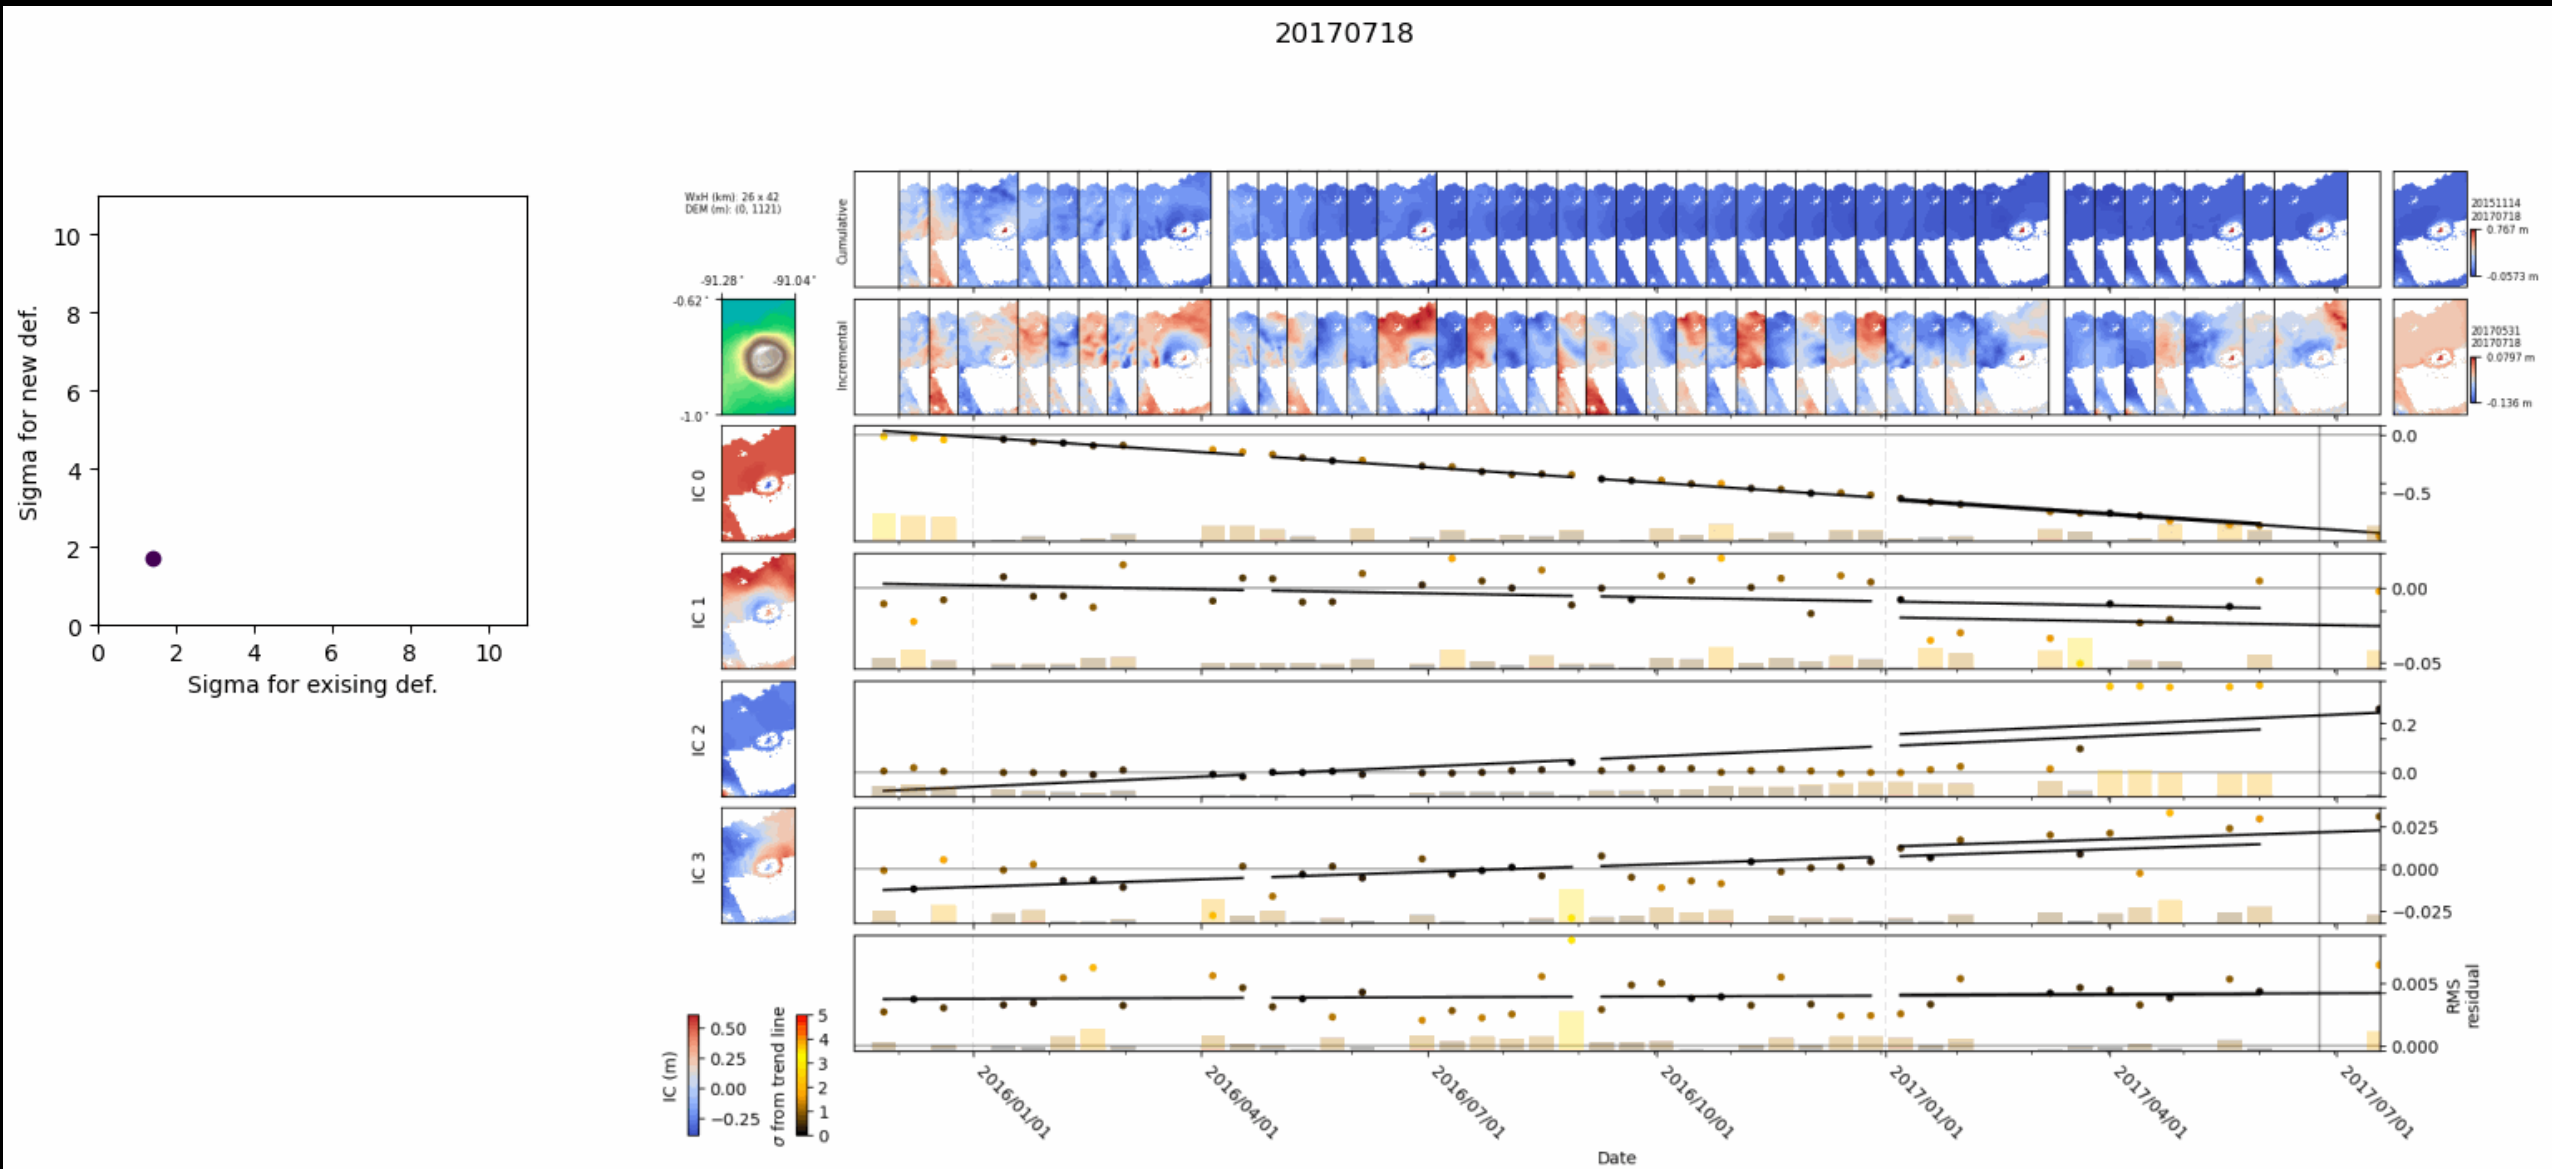 20170718
Sigma for new def.
10
8
6
4
2
0
0 2 4 6 8 10
Sigma for exising def.
WxH (km): 26 x 42
DEM (m): (0, 1121)
-91.28° -91.04°
-0.62°
-1.0°
Cumulative
20151114
20170718
0.767 m
-0.0573 m
Incremental
20170531
20170718
0.0797 m
-0.136 m
IC 0
0.0
−0.5
IC 1
0.00
−0.05
IC 2
0.2
0.0
IC 3
0.025
0.000
−0.025
RMS
residual
0.005
0.000
IC (m)
0.50
0.25
0.00
−0.25
σ from trend line
5
4
3
2
1
0
2016/01/01
2016/04/01
2016/07/01
2016/10/01
2017/01/01
2017/04/01
2017/07/01
Date